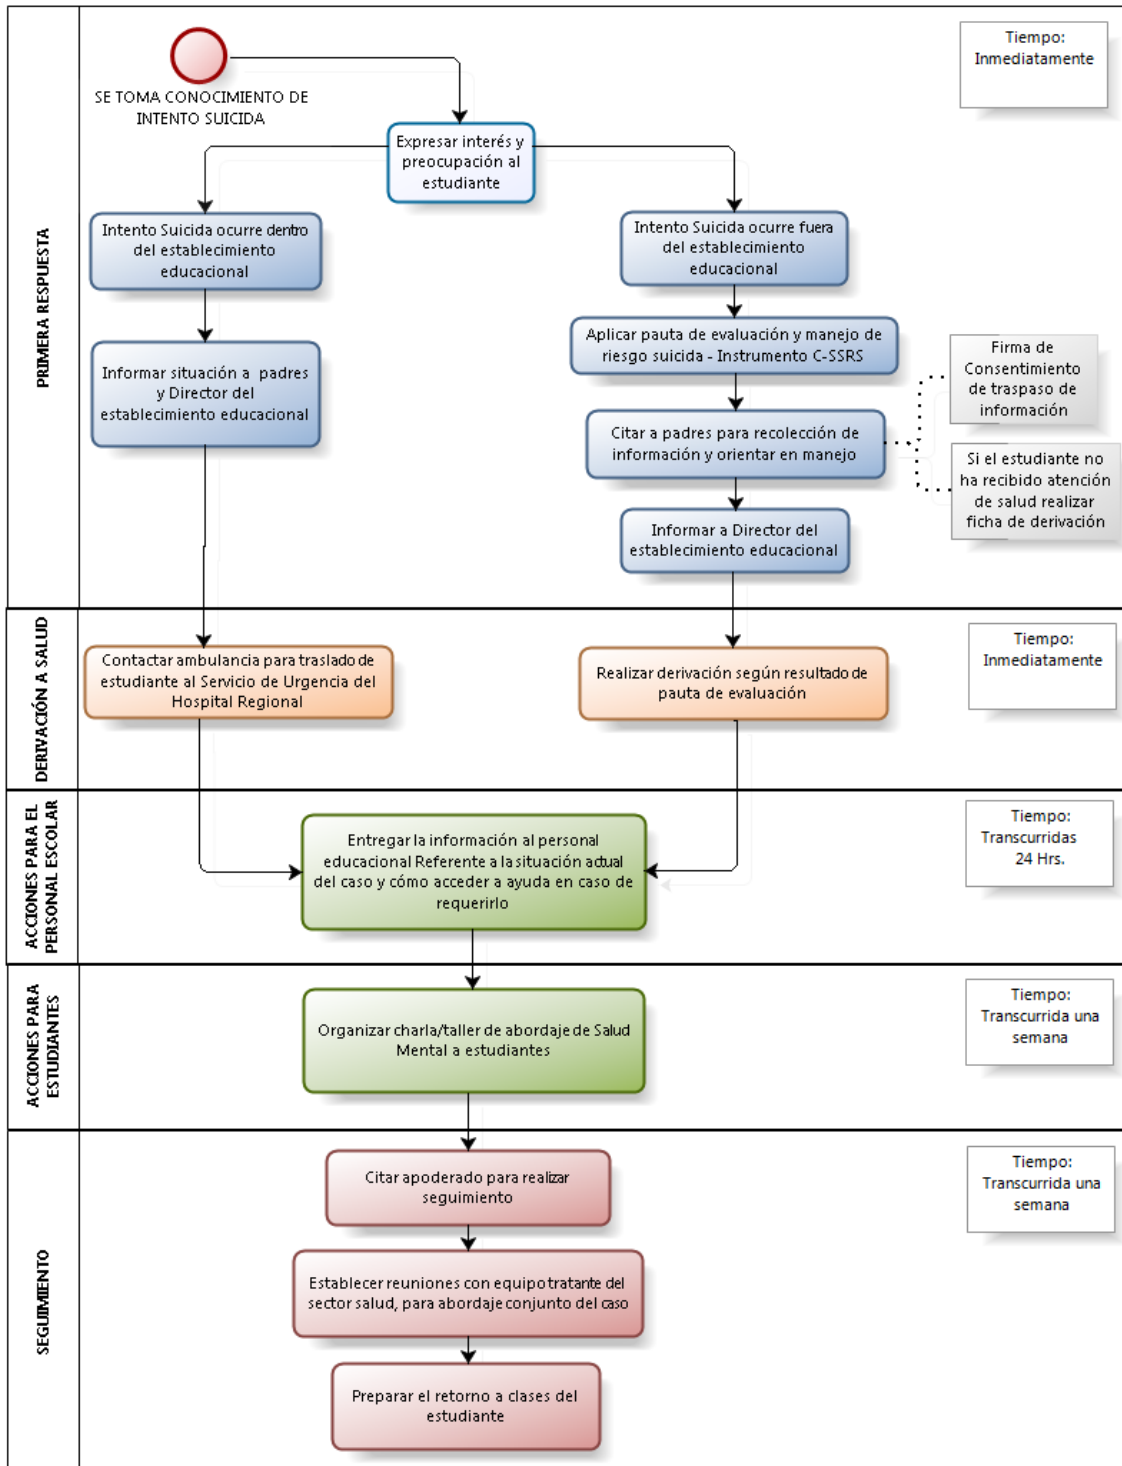 Tiempo:
Inmediatamente
SE TOMA CONOCIMIENTO DE
INTENTO SUICIDA
Expresar interés y
preocupación al
estudiante
PRIMERA RESPUESTA
Intento Suicida ocurre dentro
del establecimiento
educacional
Intento Suicida ocurre fuera
del establecimiento
educacional
Informar situación a padres
y Director del
establecimiento educacional
Aplicar pauta de evaluación y manejo de
riesgo suicida - Instrumento C-SSRS
Firma de
Consentimiento
de traspaso de
información
Citar a padres para recolección de
información y orientar en manejo
Si el estudiante no
ha recibido atención
de salud realizar
ficha de derivación
Informar a Director del
establecimiento educacional
DERIVACIÓN A SALUD
Tiempo:
Inmediatamente
Contactar ambulancia para traslado de
estudiante al Servicio de Urgencia del
Hospital Regional
Realizar derivación según resultado de
pauta de evaluación
ACCIONES PARA EL
PERSONAL ESCOLAR
Tiempo:
Transcurridas
24 Hrs.
Entregar la información al personal
educacional Referente a la situación actual
del caso y cómo acceder a ayuda en caso de
requerirlo
ACCIONES PARA
ESTUDIANTES
Tiempo:
Transcurrida una
semana
Organizar charla/taller de abordaje de Salud
Mental a estudiantes
SEGUIMIENTO
Tiempo:
Transcurrida una
semana
Citar apoderado para realizar
seguimiento
Establecer reuniones con equipo tratante del
sector salud, para abordaje conjunto del caso
Preparar el retorno a clases del
estudiante